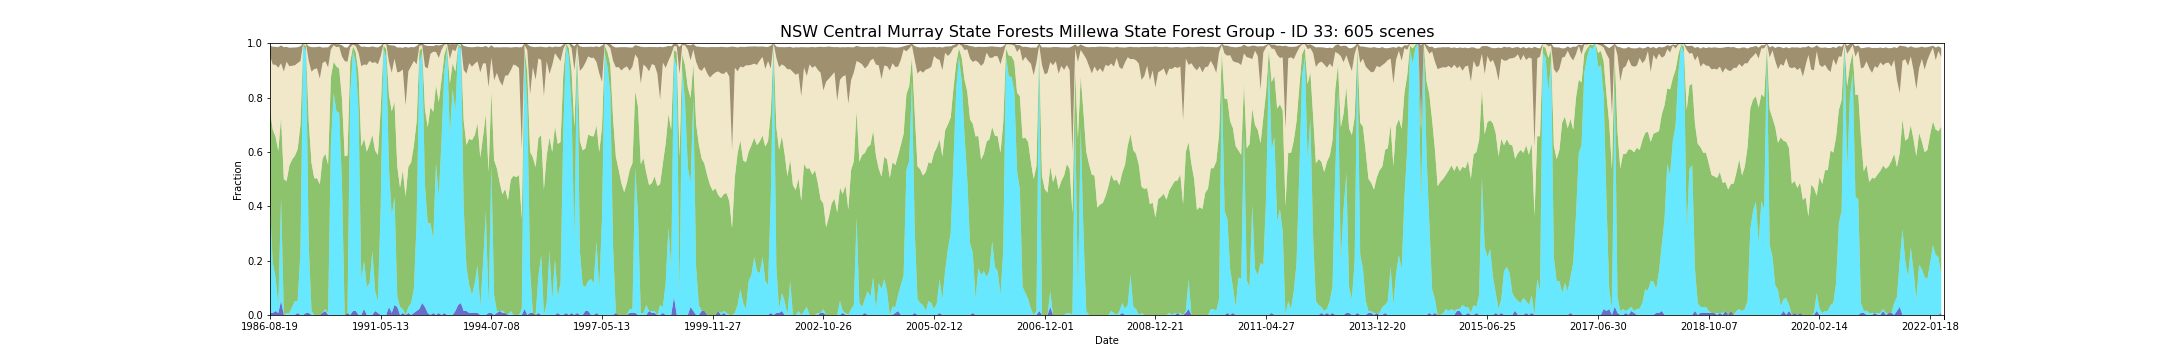 NSW Central Murray State Forests Millewa State Forest Group - ID 33: 605 scenes
1.0
0.8
0.6
0.4
0.2
0.0
Fraction
1986-08-19 1991-05-13 1994-07-08 1997-05-13 1999-11-27 2002-10-26 2005-02-12 2006-12-01 2008-12-21 2011-04-27 2013-12-20 2015-06-25 2017-06-30 2018-10-07 2020-02-14 2022-01-18
Date